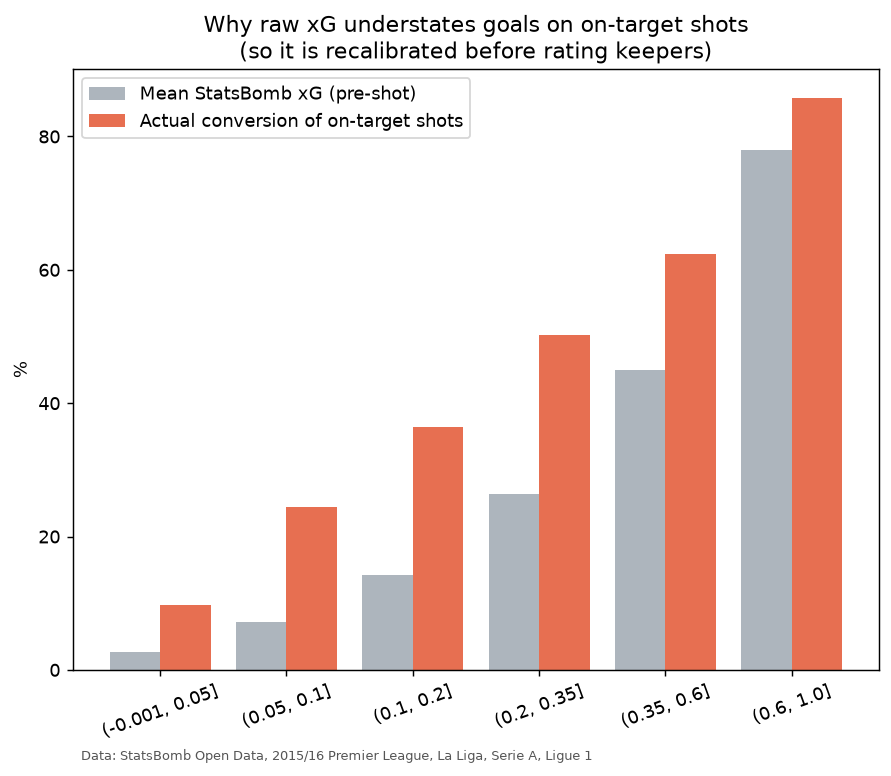 Why raw xG understates goals on on-target shots
(so it is recalibrated before rating keepers)
Mean StatsBomb xG (pre-shot)
Actual conversion of on-target shots
%
80
60
40
20
0
(-0.001, 0.05]
(0.05, 0.1]
(0.1, 0.2]
(0.2, 0.35]
(0.35, 0.6]
(0.6, 1.0]
Data: StatsBomb Open Data, 2015/16 Premier League, La Liga, Serie A, Ligue 1